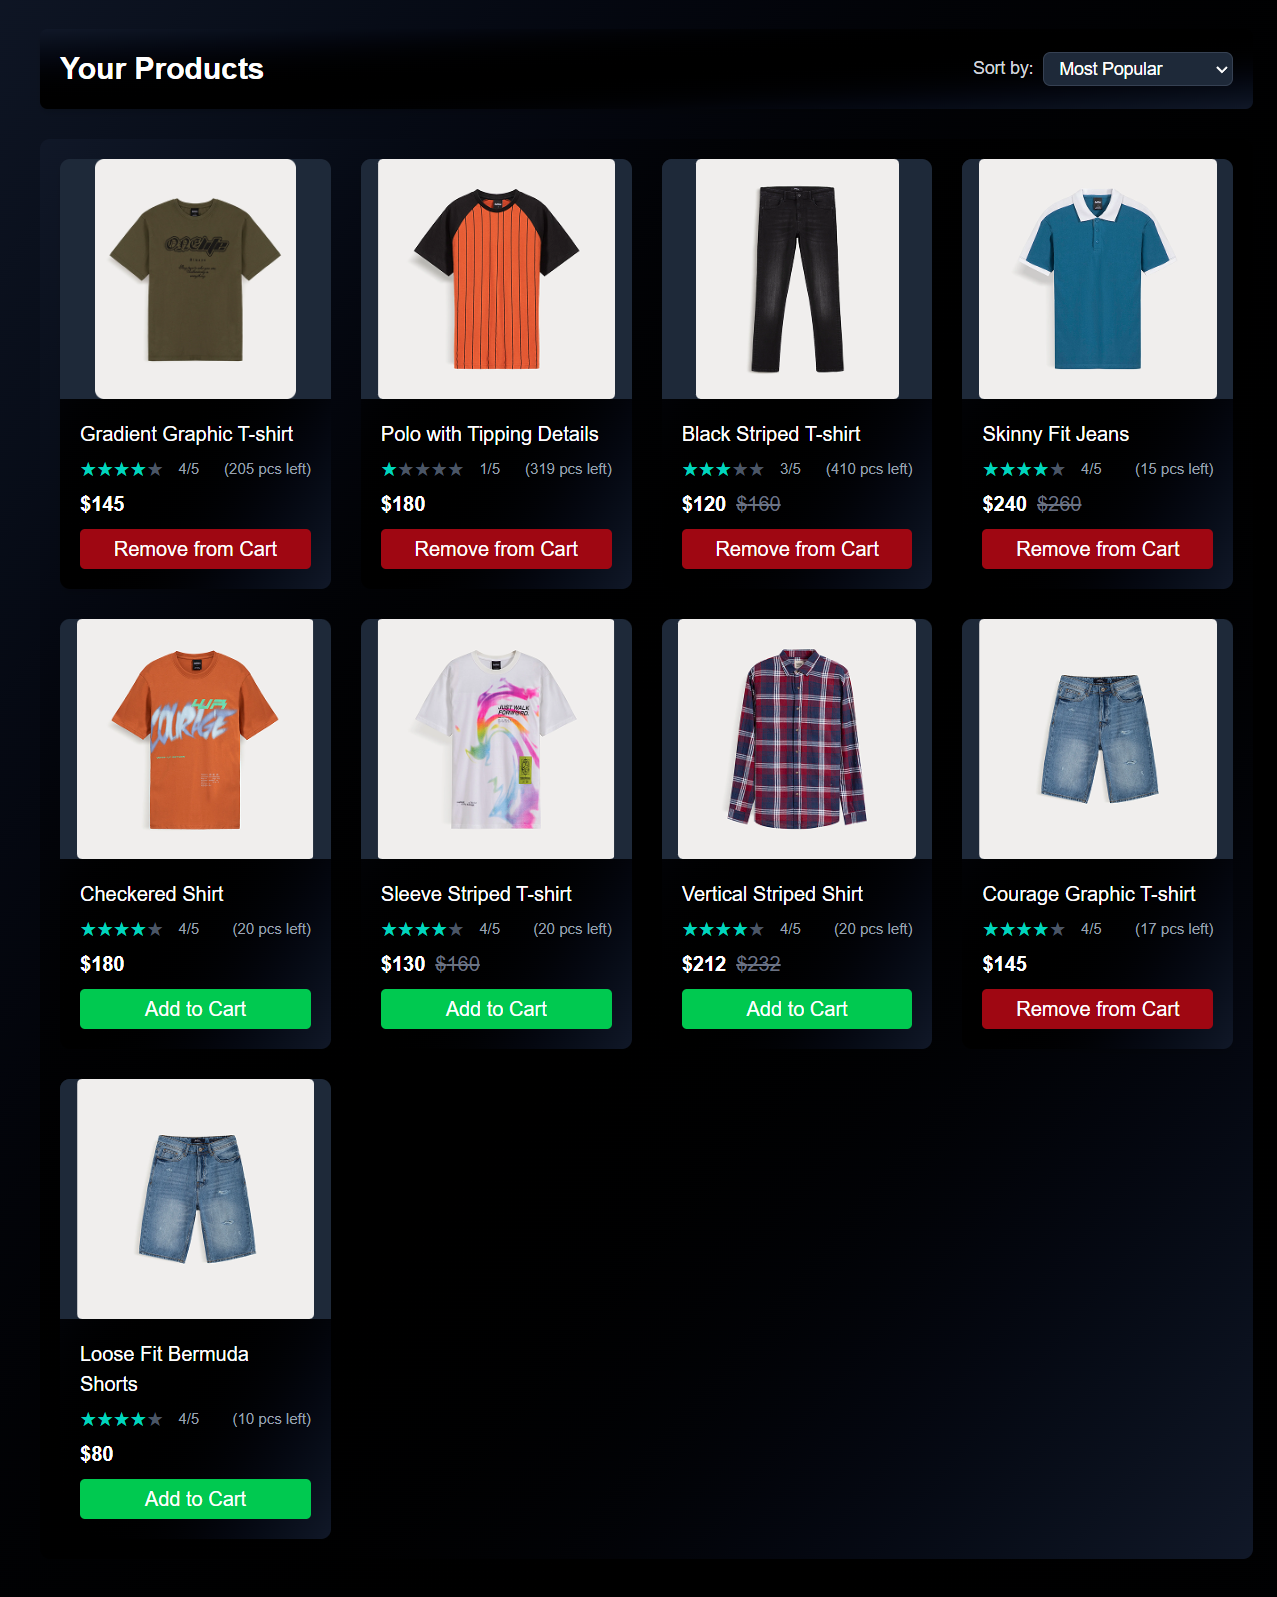 Your Products
Sort by: Most Popular
onelife
Gradient Graphic T-shirt
4/5 (205 pcs left)
$145
Remove from Cart
Polo with Tipping Details
1/5 (319 pcs left)
$180
Remove from Cart
Black Striped T-shirt
3/5 (410 pcs left)
$120 $160
Remove from Cart
Skinny Fit Jeans
4/5 (15 pcs left)
$240 $260
Remove from Cart
COURAGE
Checkered Shirt
4/5 (20 pcs left)
$180
Add to Cart
JUST WALK
FORWORD.
Sleeve Striped T-shirt
4/5 (20 pcs left)
$130 $160
Add to Cart
Vertical Striped Shirt
4/5 (20 pcs left)
$212 $232
Add to Cart
Courage Graphic T-shirt
4/5 (17 pcs left)
$145
Remove from Cart
Loose Fit Bermuda
Shorts
4/5 (10 pcs left)
$80
Add to Cart